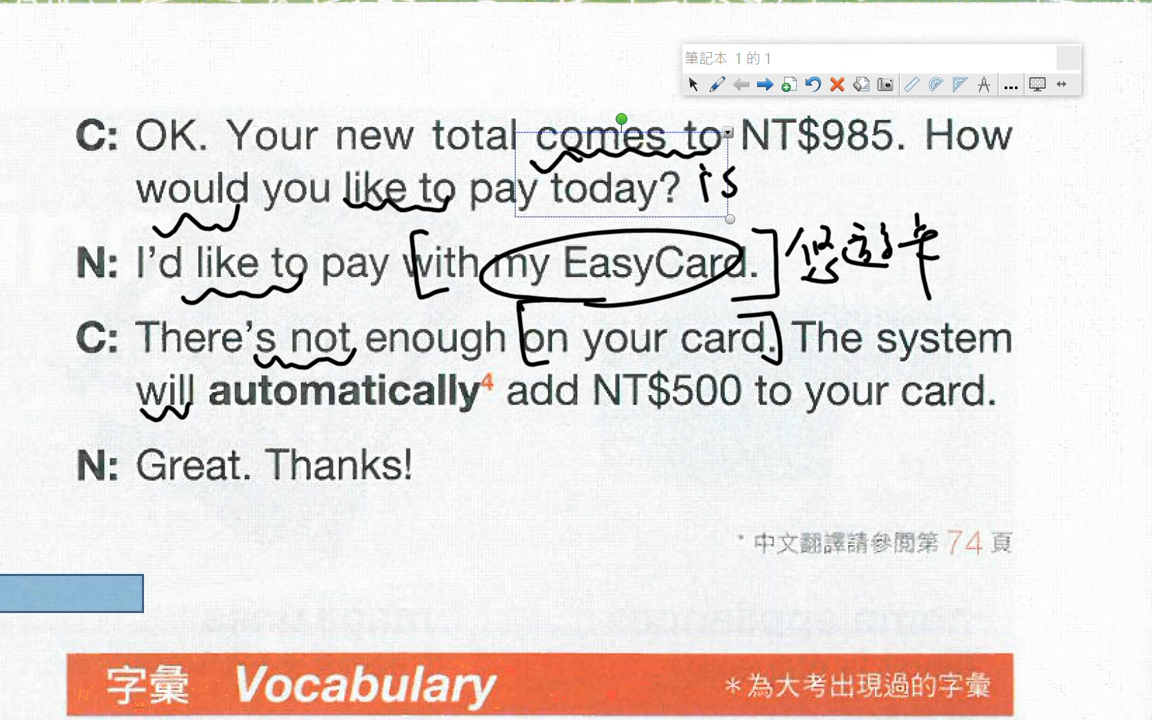 筆記本 1 的 1
C: OK. Your new total comes to NT$985. How
would you like to pay today? is
N: I'd like to pay with my EasyCard. 悠遊卡
C: There's not enough on your card. The system
will automatically4 add NT$500 to your card.
N: Great. Thanks!
* 中文翻譯請參閱第 74 頁
字彙 Vocabulary ＊為大考出現過的字彙